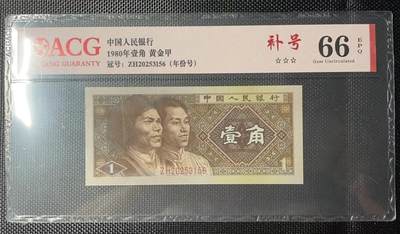 ACG
中国人民银行
1980年壹角 黄金甲
冠号: ZH20253156 (年份号)
补号
☆☆☆
66
EPQ
Gem Uncirculated
中国人民银行
壹角
1
1
ZH20253156